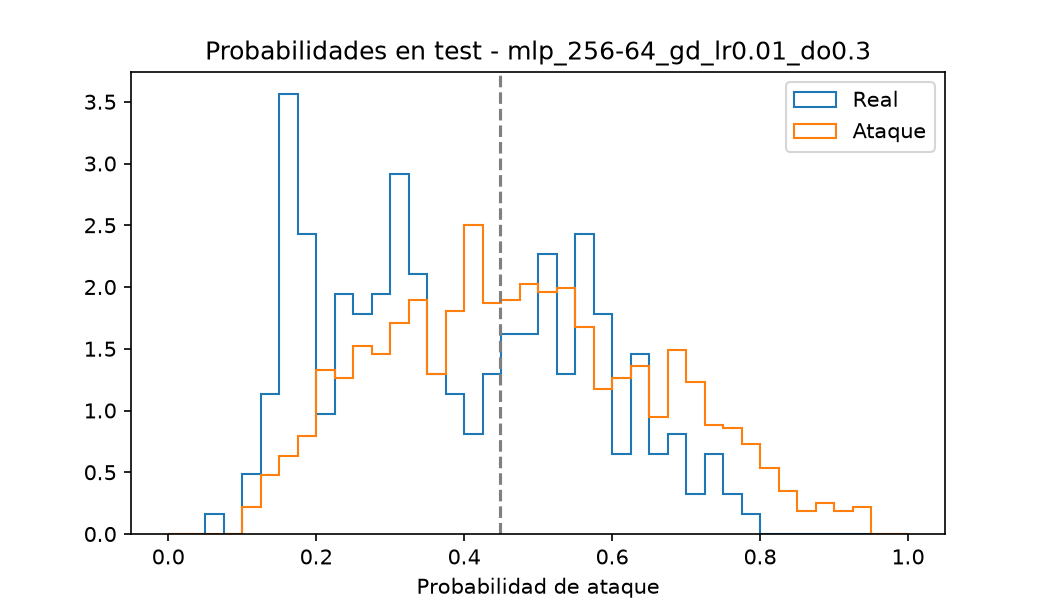 Probabilidades en test - mlp_256-64_gd_lr0.01_do0.3
Real
Ataque
3.5
3.0
2.5
2.0
1.5
1.0
0.5
0.0
0.0 0.2 0.4 0.6 0.8 1.0
Probabilidad de ataque